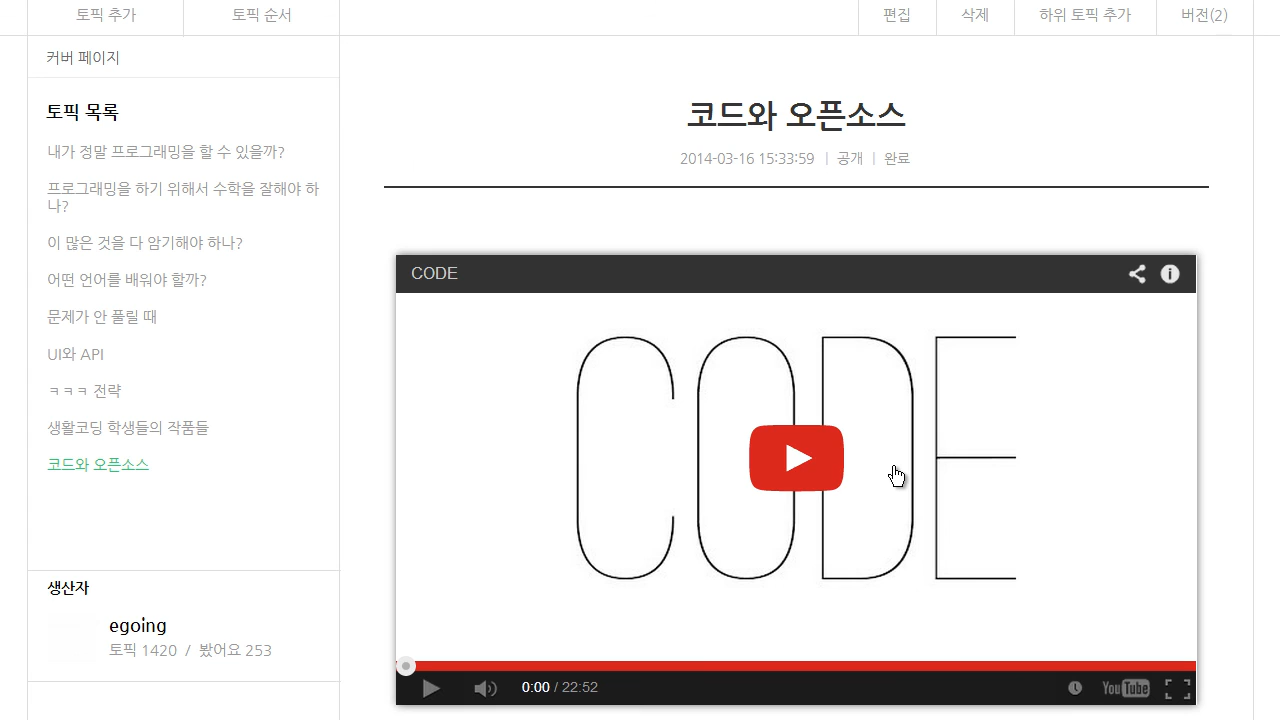 토픽 추가
토픽 순서
편집
삭제
하위 토픽 추가
버전(2)
커버 페이지
토픽 목록
내가 정말 프로그래밍을 할 수 있을까?
프로그래밍을 하기 위해서 수학을 잘해야 하
나?
이 많은 것을 다 암기해야 하나?
어떤 언어를 배워야 할까?
문제가 안 풀릴 때
UI와 API
ㅋㅋㅋ 전략
생활코딩 학생들의 작품들
코드와 오픈소스
생산자
egoing
토픽 1420 / 봤어요 253
코드와 오픈소스
2014-03-16 15:33:59 | 공개 | 완료
CODE
CODE
0:00 / 22:52
YouTube